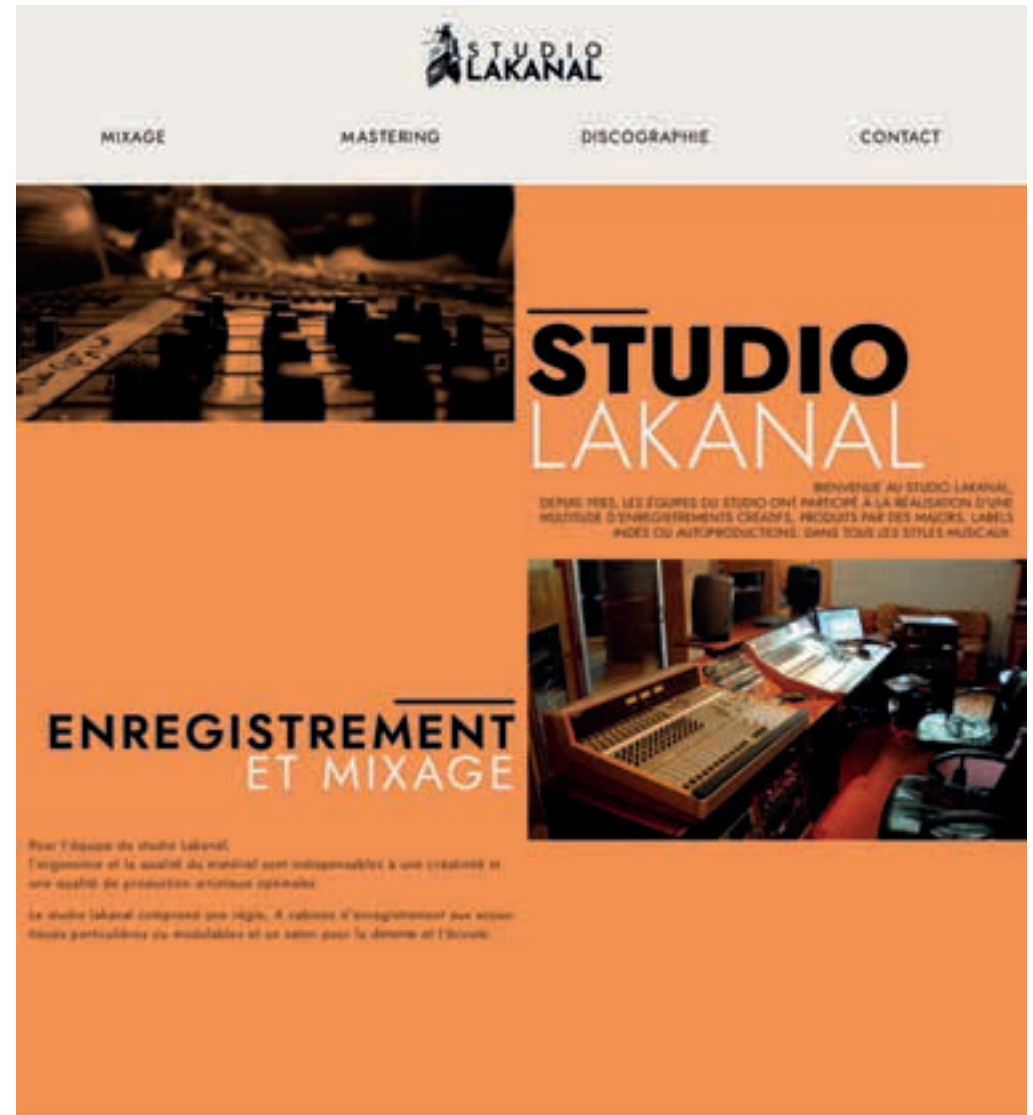 STUDIO
LAKANAL
MIXAGE
MASTERING
DISCOGRAPHIE
CONTACT
STUDIO
LAKANAL
BIENVENUE AU STUDIO LAKANAL,
DEPUIS 1983, LES ÉQUIPES DU STUDIO ONT PARTICIPÉ À LA RÉALISATION D'UNE
MULTITUDE D'ENREGISTREMENTS CRÉATIFS, PRODUITS PAR DES MAJORS, LABELS
INDÉS OU AUTOPRODUCTIONS, DANS TOUS LES STYLES MUSICAUX.
ENREGISTREMENT
ET MIXAGE
Pour l'équipe du studio Lakanal,
l'ergonomie et la qualité du matériel sont indispensables à une créativité et
une qualité de production artistique optimales.
Le studio lakanal comprend une régie, 4 cabines d'enregistrement aux acous-
tiques particulières ou modulables et un salon pour la détente et l'écoute.